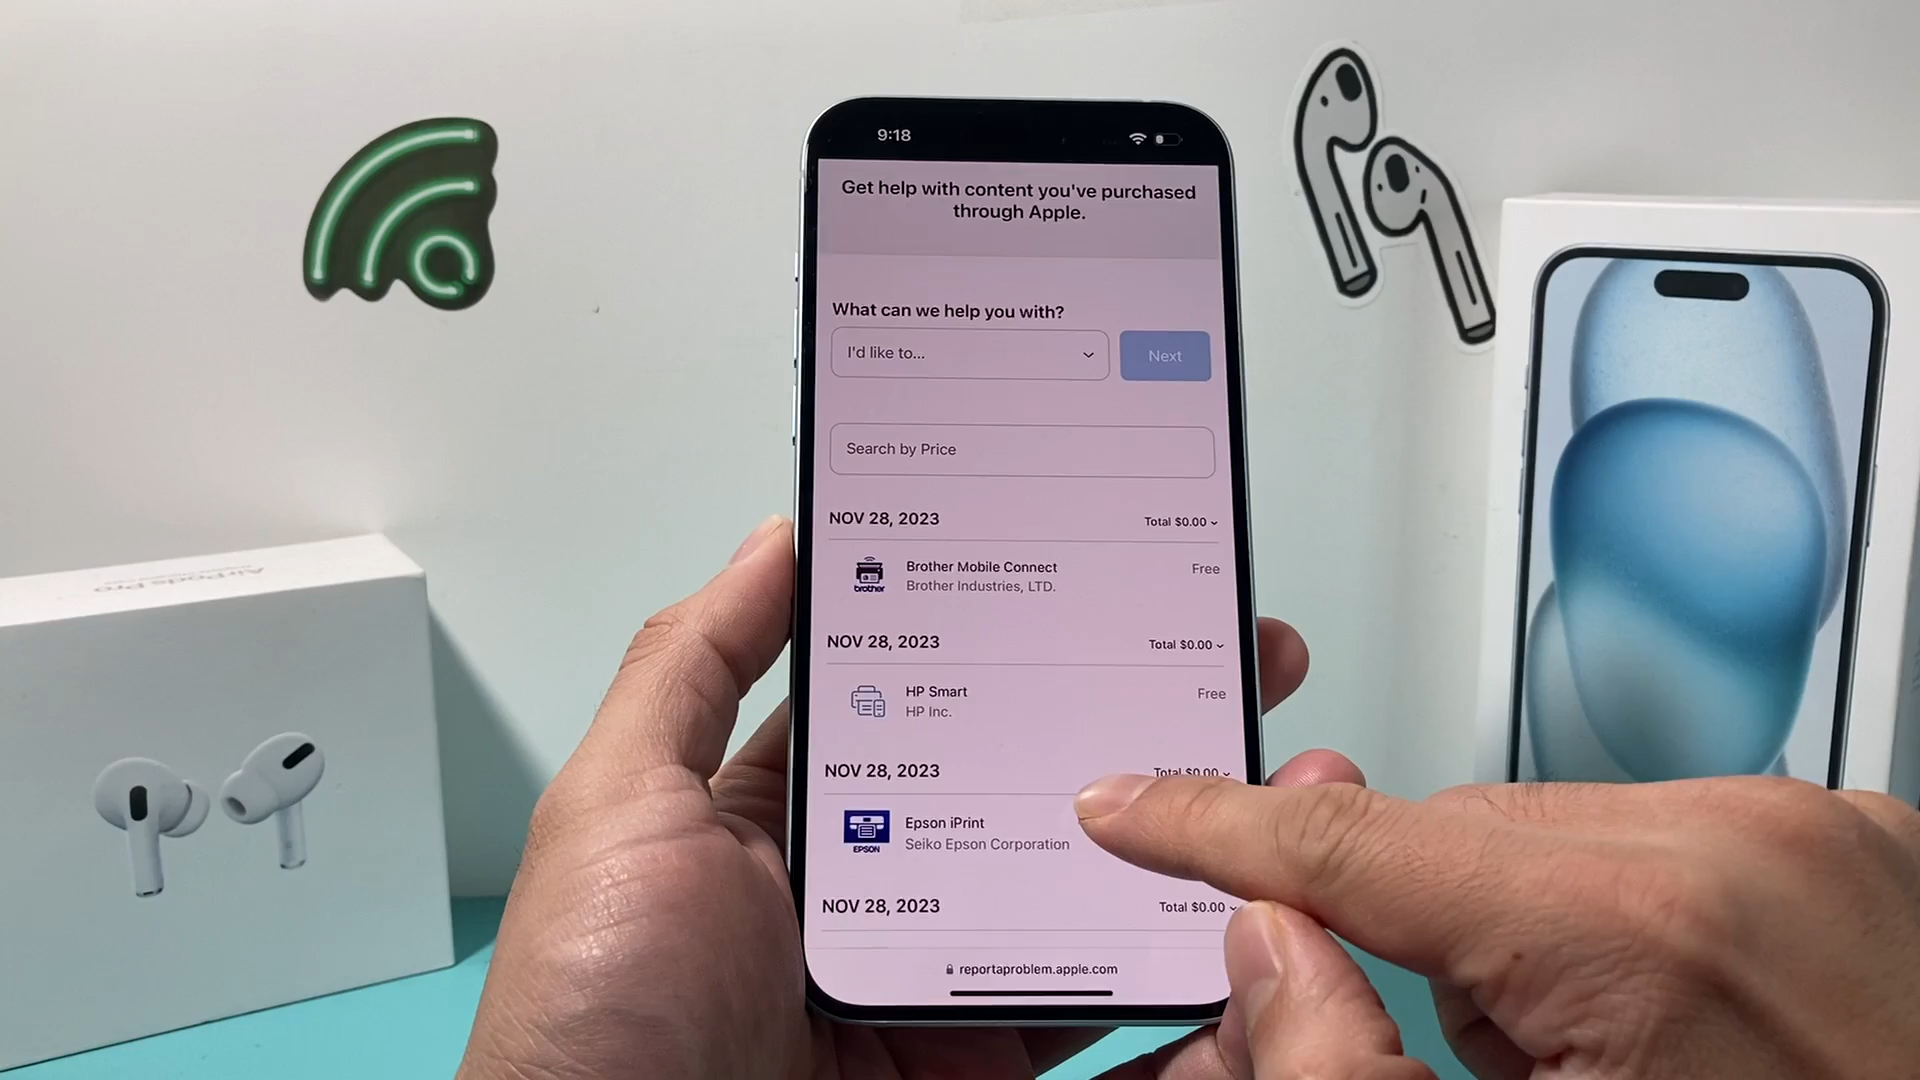 9:18
Get help with content you've purchased
through Apple.
What can we help you with?
I'd like to...
Next
Search by Price
NOV 28, 2023
Total $0.00
brother
Brother Mobile Connect
Free
Brother Industries, LTD.
NOV 28, 2023
Total $0.00
HP Smart
Free
HP Inc.
NOV 28, 2023
Total $0.00
EPSON
Epson iPrint
Seiko Epson Corporation
NOV 28, 2023
Total $0.00
reportaproblem.apple.com
AirPods Pro